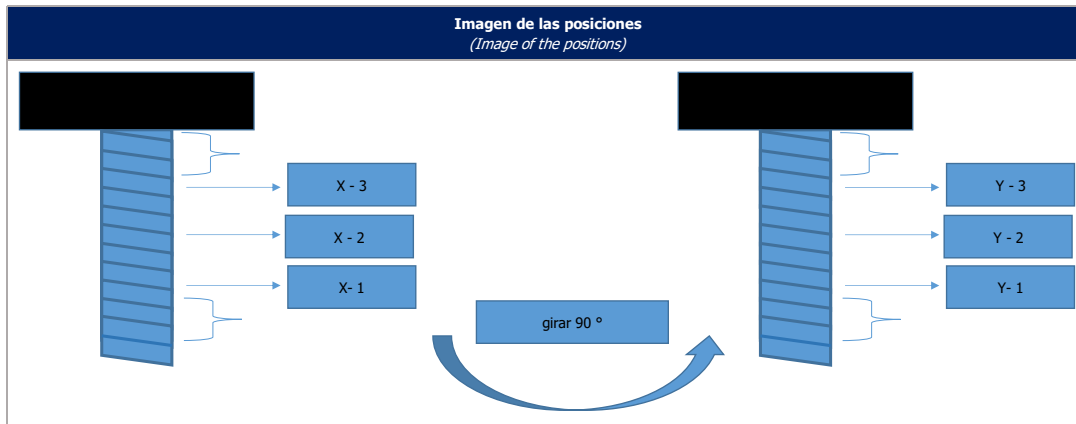 Imagen de las posiciones
(Image of the positions)
X - 3
X - 2
X- 1
girar 90 °
Y - 3
Y - 2
Y- 1